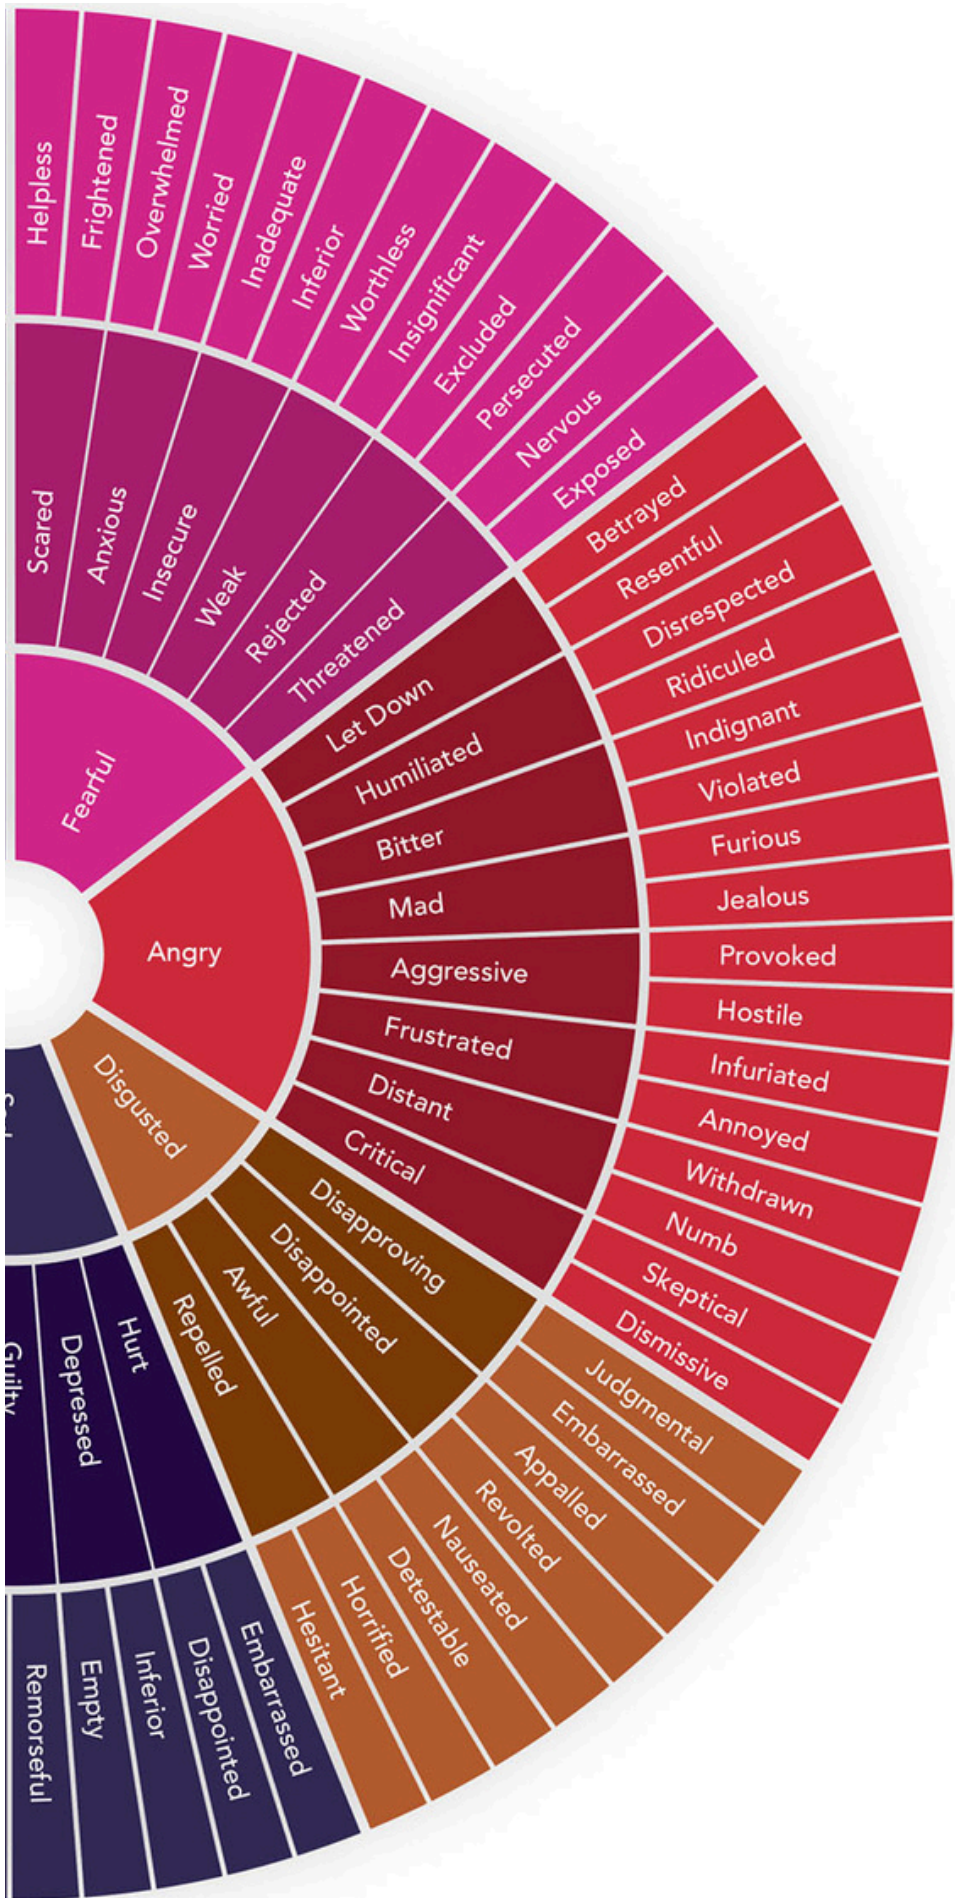 Helpless
Frightened
Overwhelmed
Worried
Inadequate
Inferior
Worthless
Insignificant
Excluded
Persecuted
Nervous
Exposed
Betrayed
Resentful
Disrespected
Ridiculed
Indignant
Violated
Furious
Jealous
Provoked
Hostile
Infuriated
Annoyed
Withdrawn
Numb
Skeptical
Dismissive
Judgmental
Embarrassed
Appalled
Revolted
Nauseated
Detestable
Horrified
Hesitant
Embarrassed
Disappointed
Inferior
Empty
Remorseful
Scared
Anxious
Insecure
Weak
Rejected
Threatened
Let Down
Humiliated
Bitter
Mad
Aggressive
Frustrated
Distant
Critical
Disapproving
Disappointed
Awful
Repelled
Hurt
Depressed
Guilty
Fearful
Angry
Disgusted